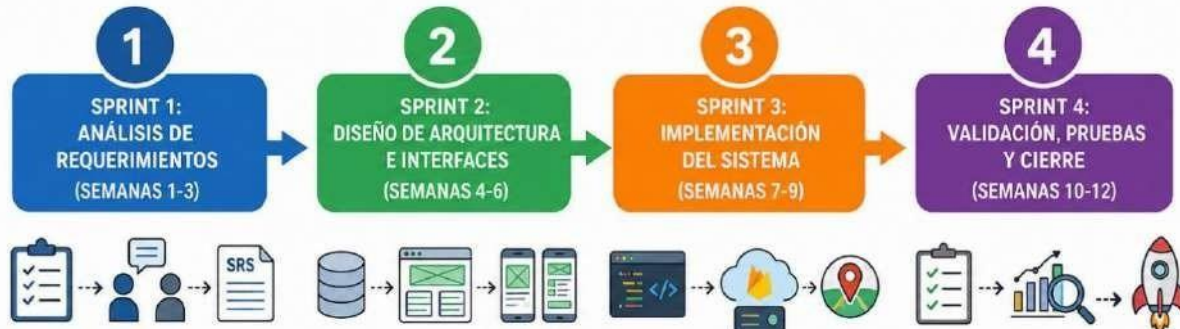 1
SPRINT 1:
ANÁLISIS DE
REQUERIMIENTOS
(SEMANAS 1-3)
2
SPRINT 2:
DISEÑO DE ARQUITECTURA
E INTERFACES
(SEMANAS 4-6)
3
SPRINT 3:
IMPLEMENTACIÓN
DEL SISTEMA
(SEMANAS 7-9)
4
SPRINT 4:
VALIDACIÓN, PRUEBAS
Y CIERRE
(SEMANAS 10-12)
SRS
</>